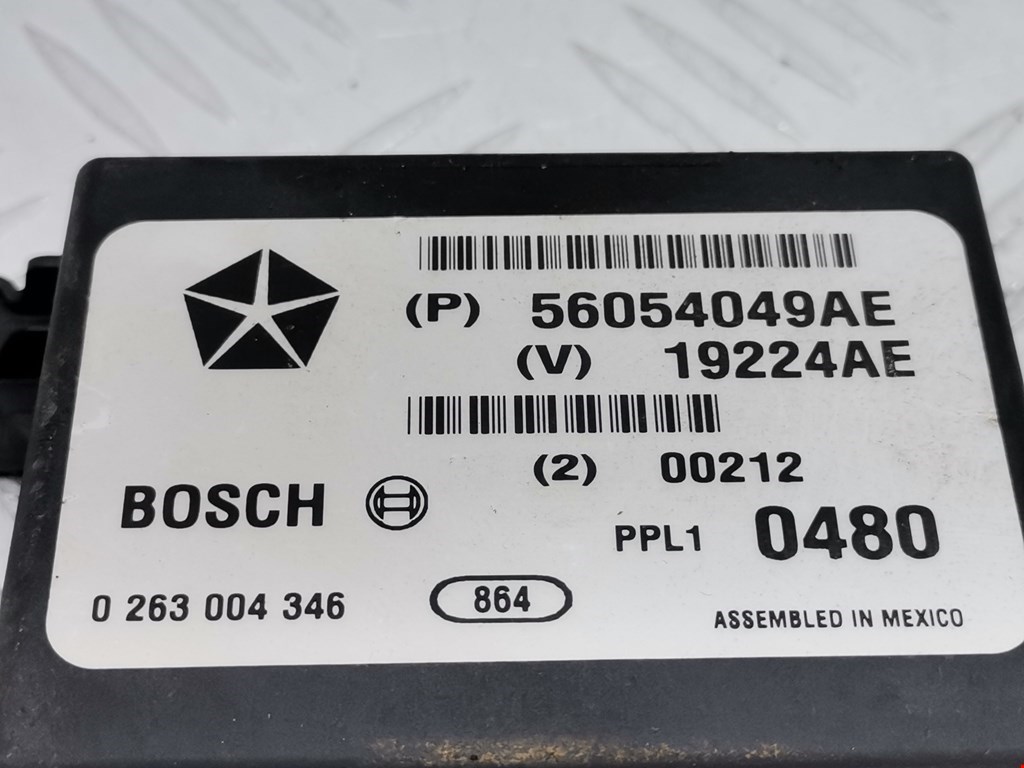 (P) 56054049AE
(V) 19224AE
(2) 00212
BOSCH
PPL1 0480
0 263 004 346
864
ASSEMBLED IN MEXICO